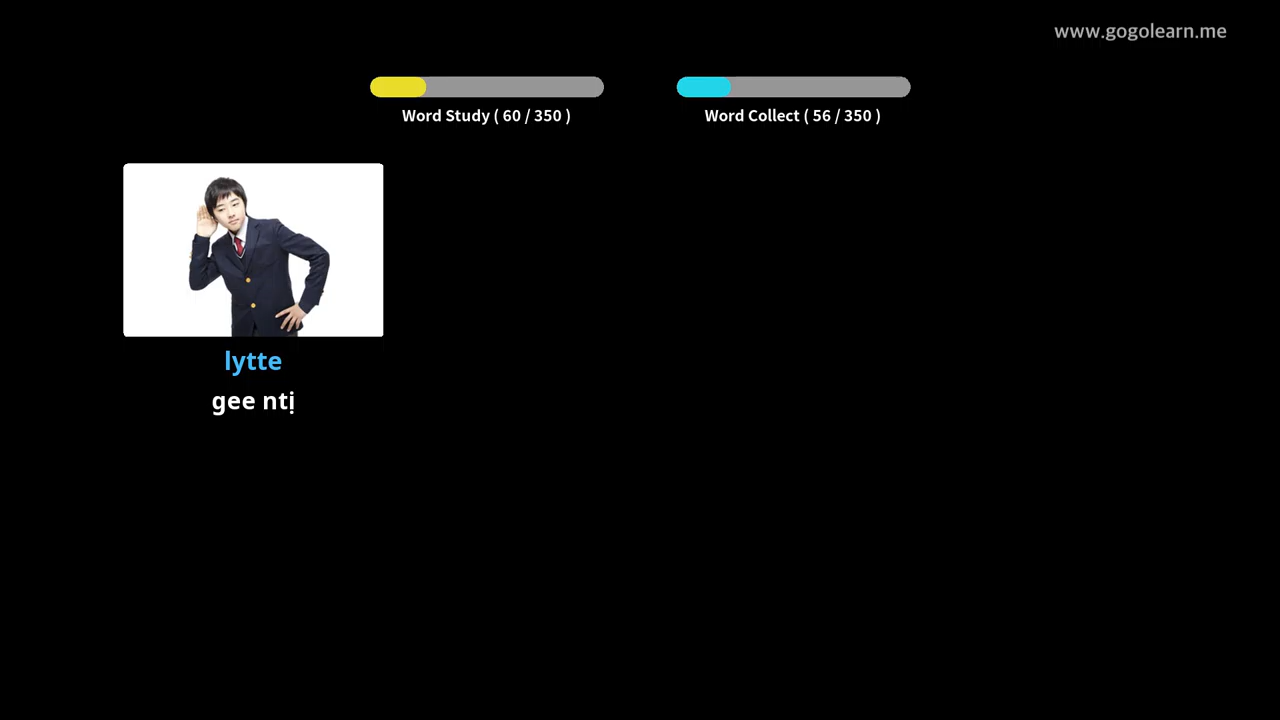 www.gogolearn.me
Word Study ( 60 / 350 )
Word Collect ( 56 / 350 )
lytte
gee ntị